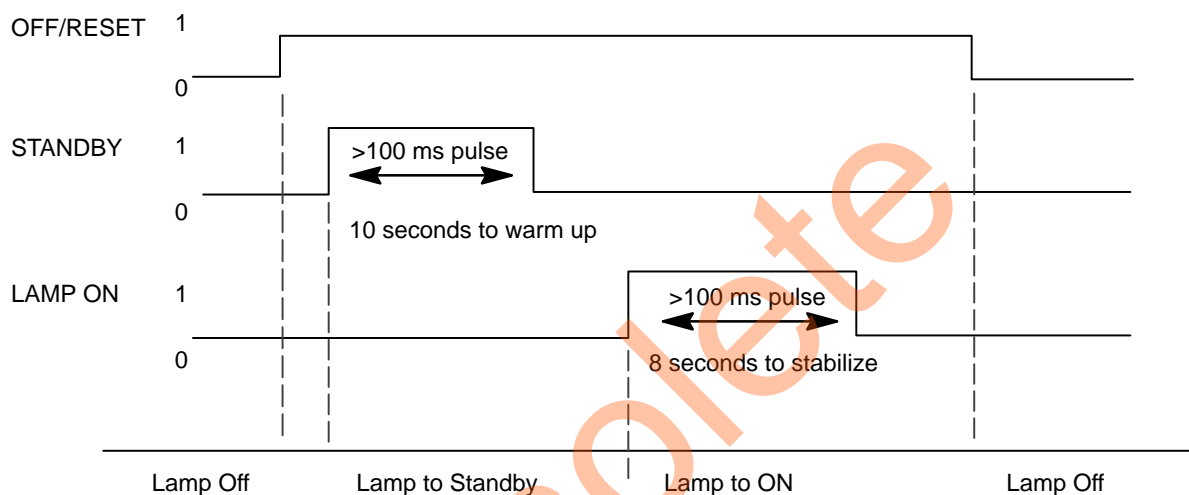 OFF/RESET 1
0
STANDBY 1
>100 ms pulse
0
10 seconds to warm up
LAMP ON 1
>100 ms pulse
0
8 seconds to stabilize
Lamp Off Lamp to Standby Lamp to ON Lamp Off